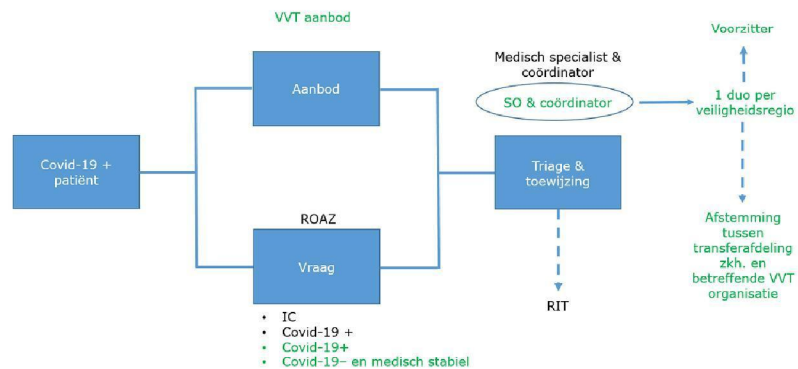 VVT aanbod
Aanbod
Covid-19 +
patiënt
ROAZ
Vraag
• IC
• Covid-19 +
• Covid-19+
• Covid-19– en medisch stabiel
Medisch specialist &
coördinator
SO & coördinator
Triage &
toewijzing
RIT
Voorzitter
1 duo per
veiligheidsregio
Afstemming
tussen
transferafdeling
zkh. en
betreffende VVT
organisatie